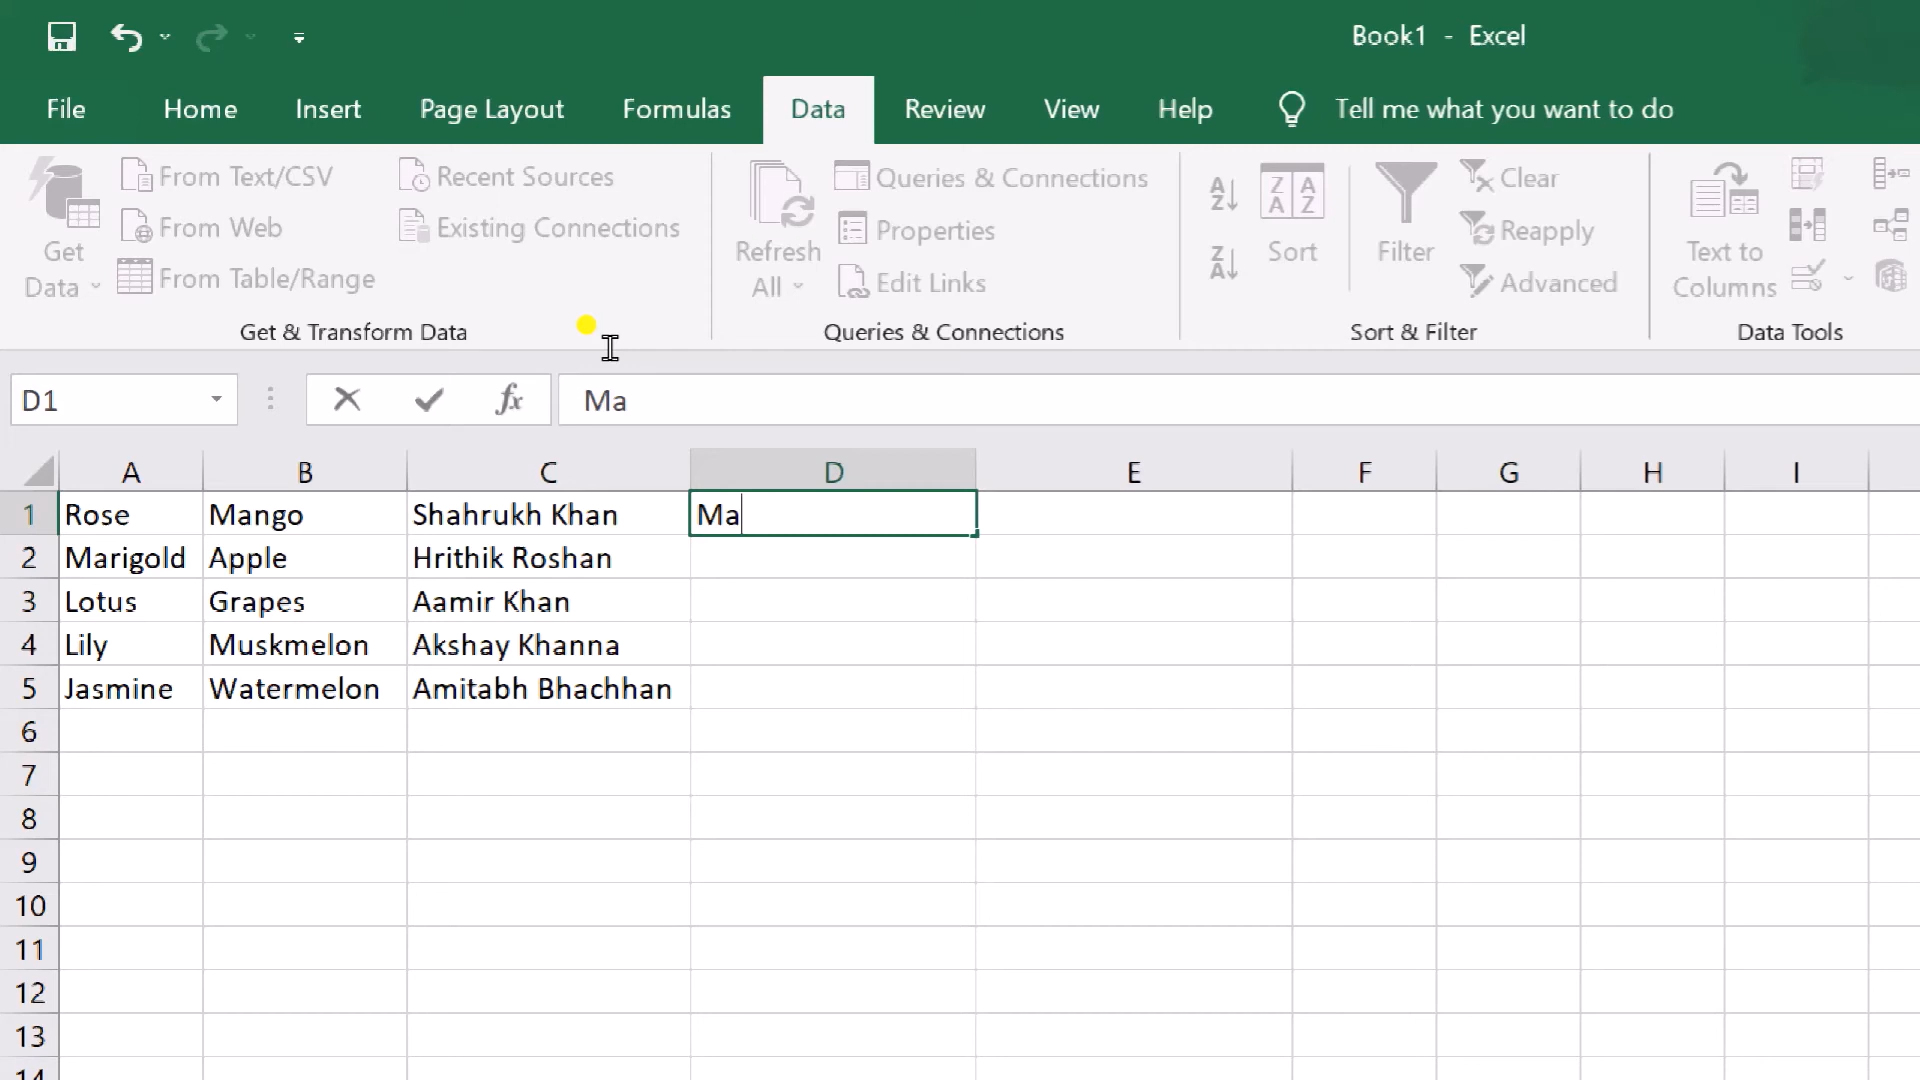 Book1 - Excel
File Home Insert Page Layout Formulas Data Review View Help Tell me what you want to do
Get Data
From Text/CSV
From Web
From Table/Range
Recent Sources
Existing Connections
Get & Transform Data
Refresh All
Queries & Connections
Properties
Edit Links
Queries & Connections
A Z
Z A
Z A A Z
Sort
Filter
Clear
Reapply
Advanced
Sort & Filter
Text to Columns
Data Tools
D1 fx Ma
A B C D E F G H I
1 Rose Mango Shahrukh Khan Ma
2 Marigold Apple Hrithik Roshan
3 Lotus Grapes Aamir Khan
4 Lily Muskmelon Akshay Khanna
5 Jasmine Watermelon Amitabh Bhachhan
6
7
8
9
10
11
12
13
14